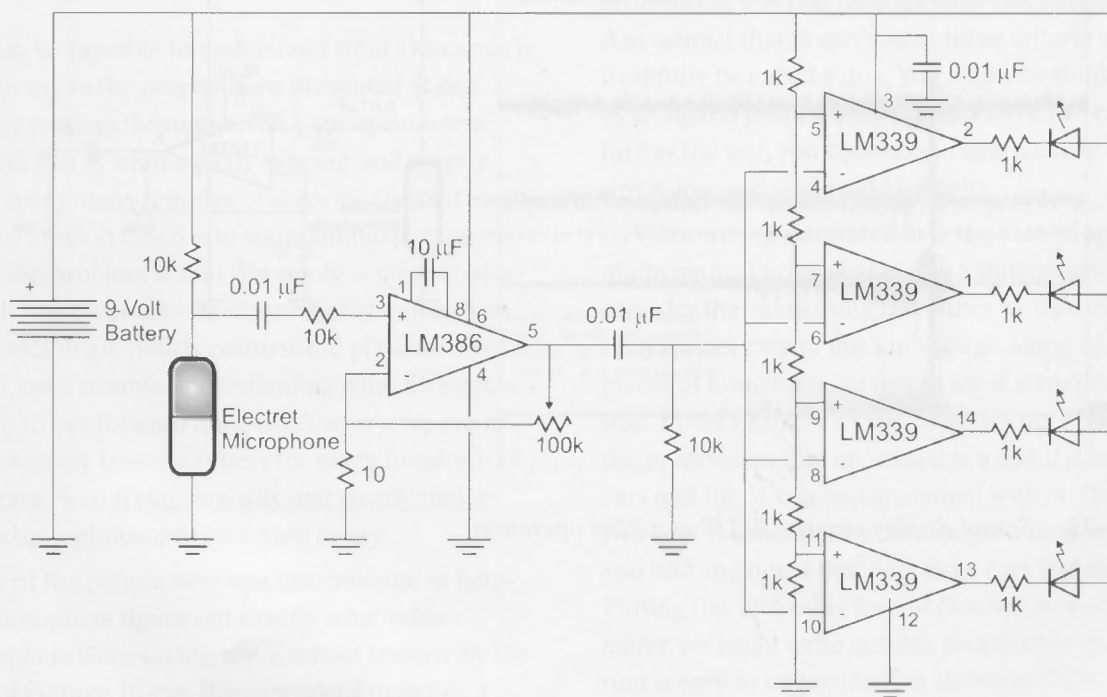 1k
0.01 µF
3
5
+
LM339
2
1k
4
-
10k
0.01 µF
10 µF
1k
+
9-Volt
Battery
10k
3
1
+
8
6
LM386
5
2
-
4
0.01 µF
7
+
LM339
1k
6
-
1k
Electret
Microphone
10
100k
10k
9
+
LM339
14
1k
8
-
1k
11
+
LM339
13
1k
10
-
12
1k